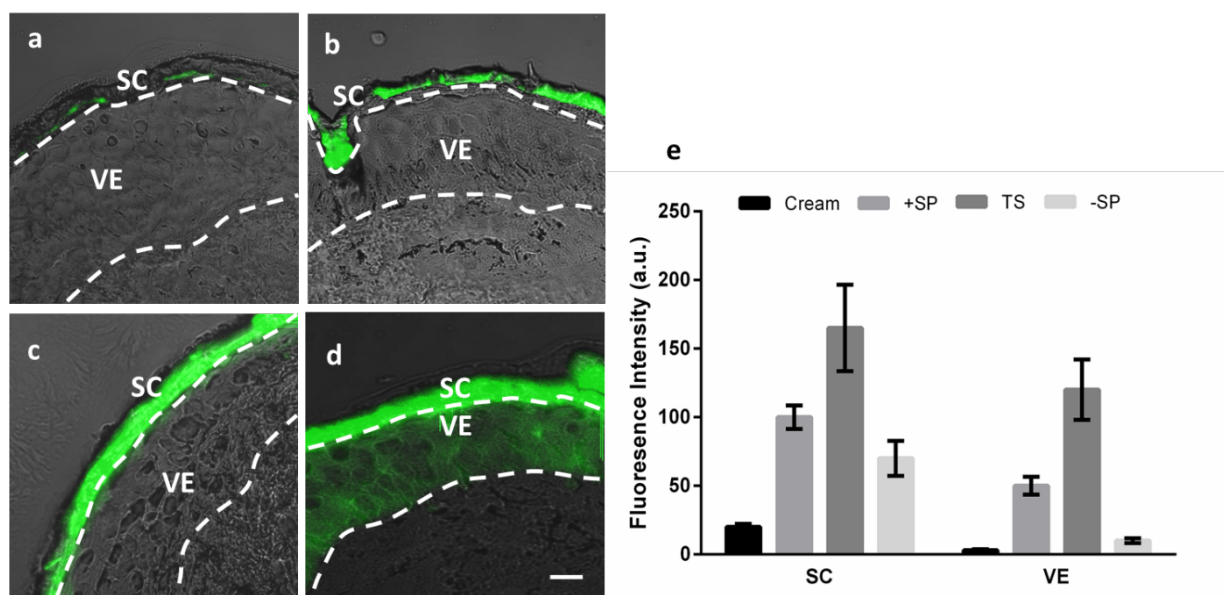 a
SC
VE
b
SC
VE
c
SC
VE
d
SC
VE
e
Cream +SP TS -SP
Fluoresence Intensity (a.u.)
250
200
150
100
50
0
SC VE